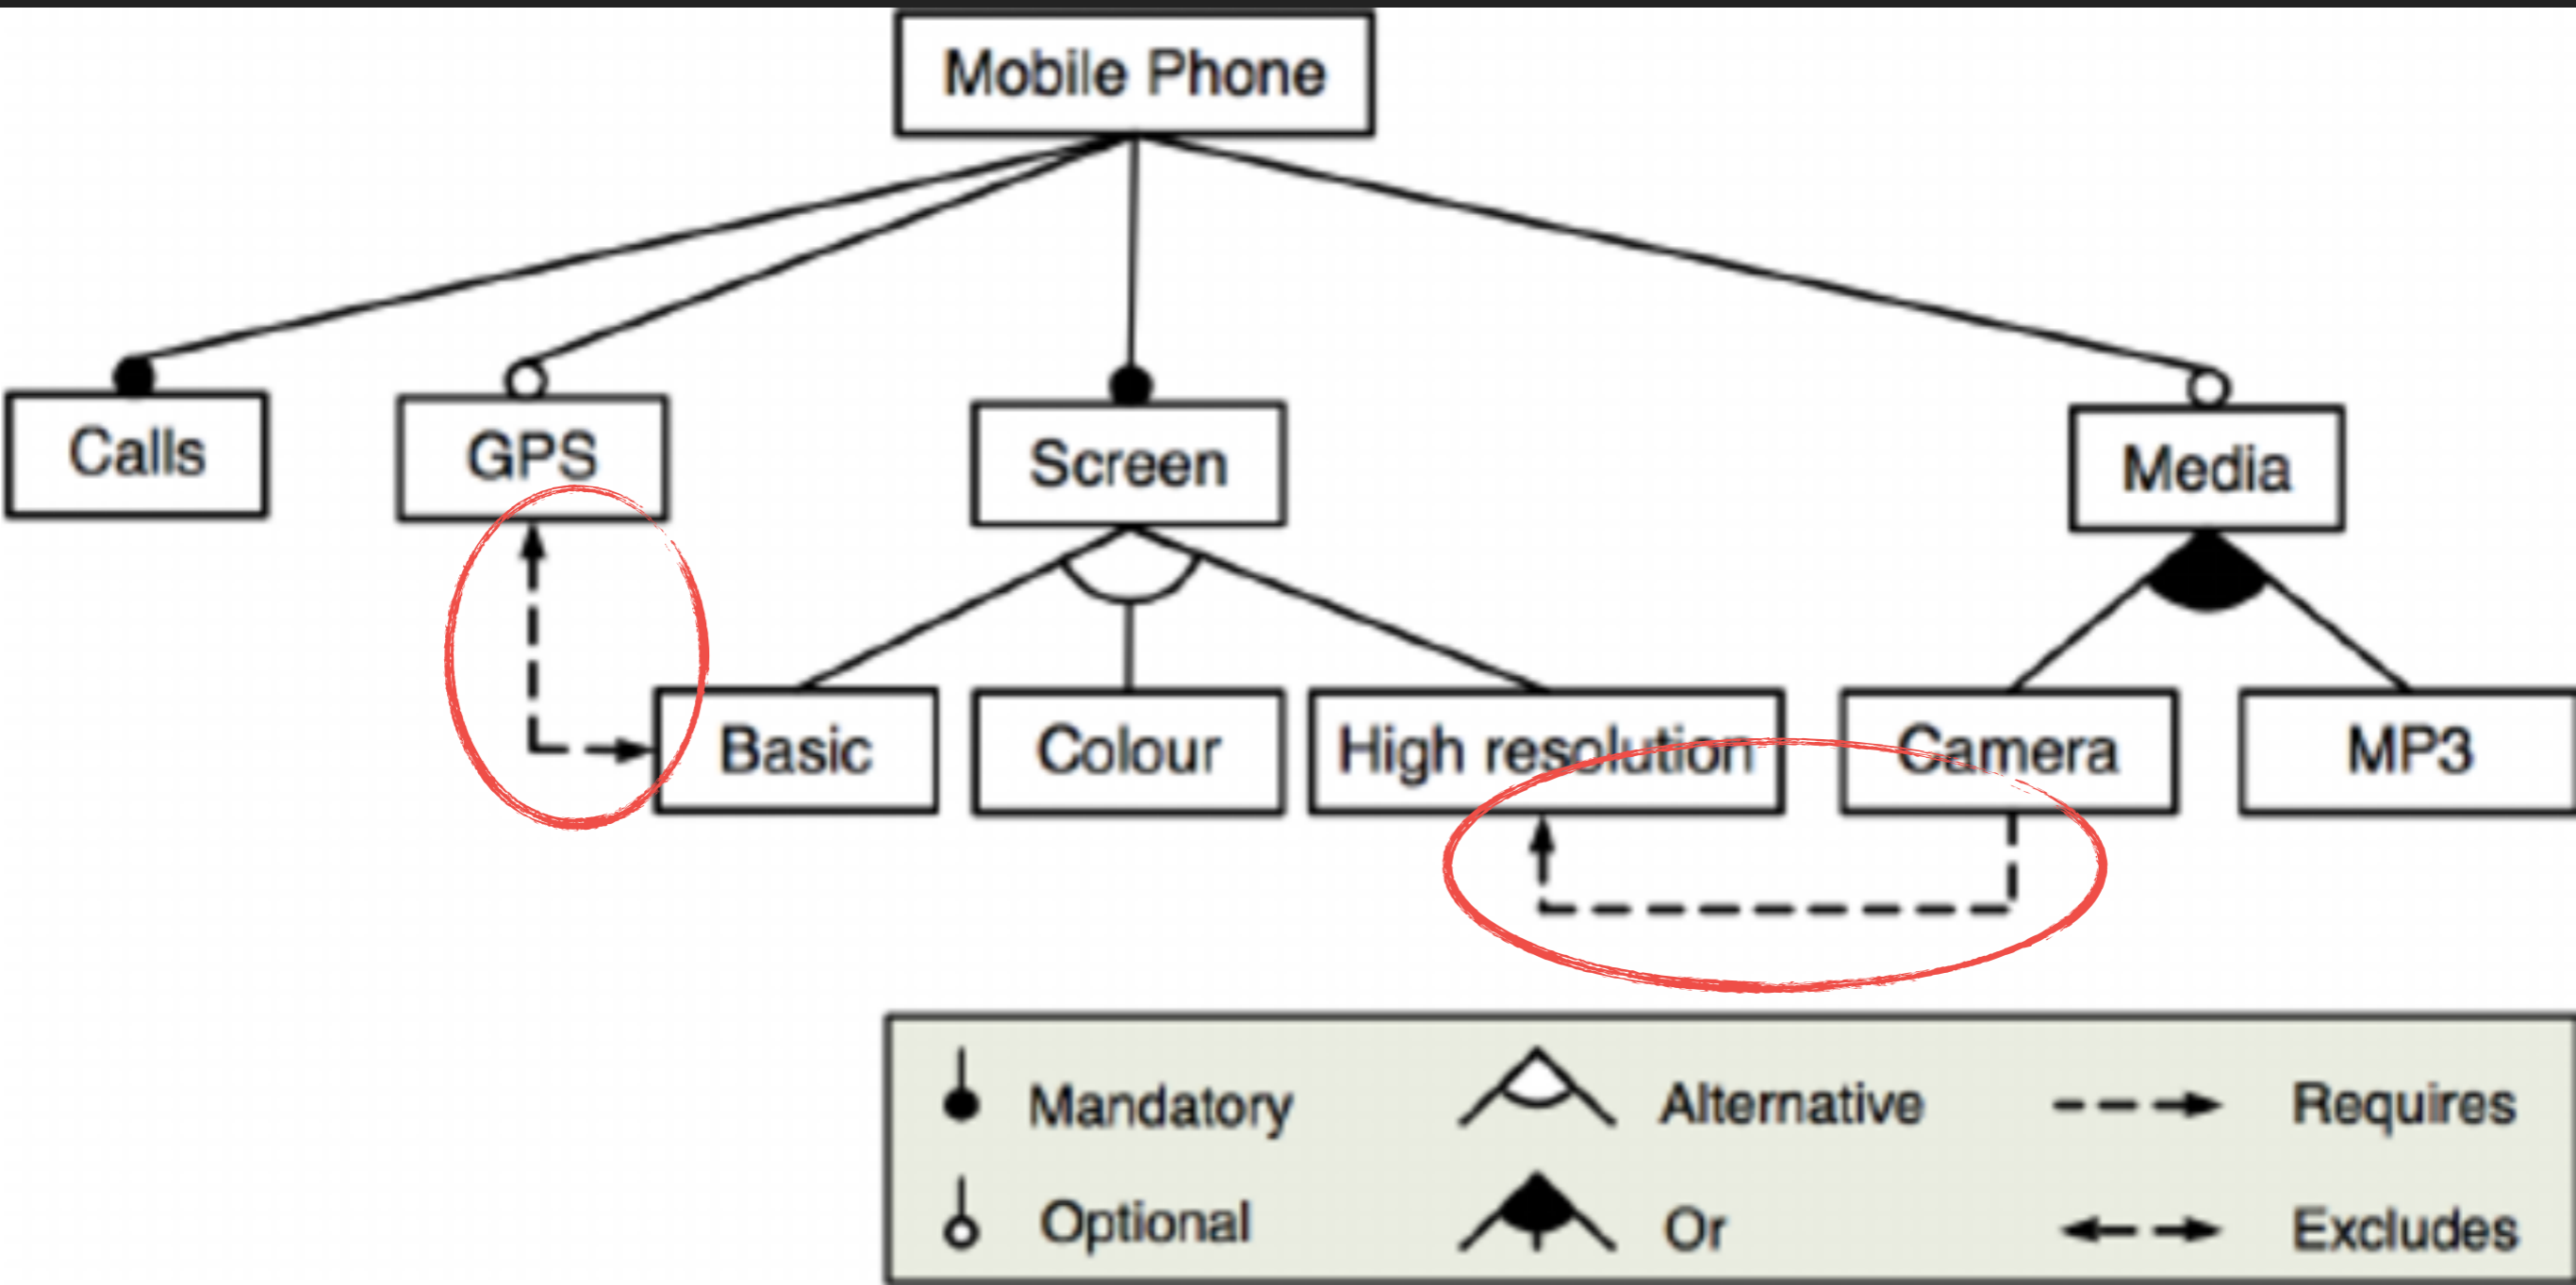 Mobile Phone
Calls
GPS
Screen
Media
Basic
Colour
High resolution
Camera
MP3
Mandatory
Alternative
Requires
Optional
Or
Excludes